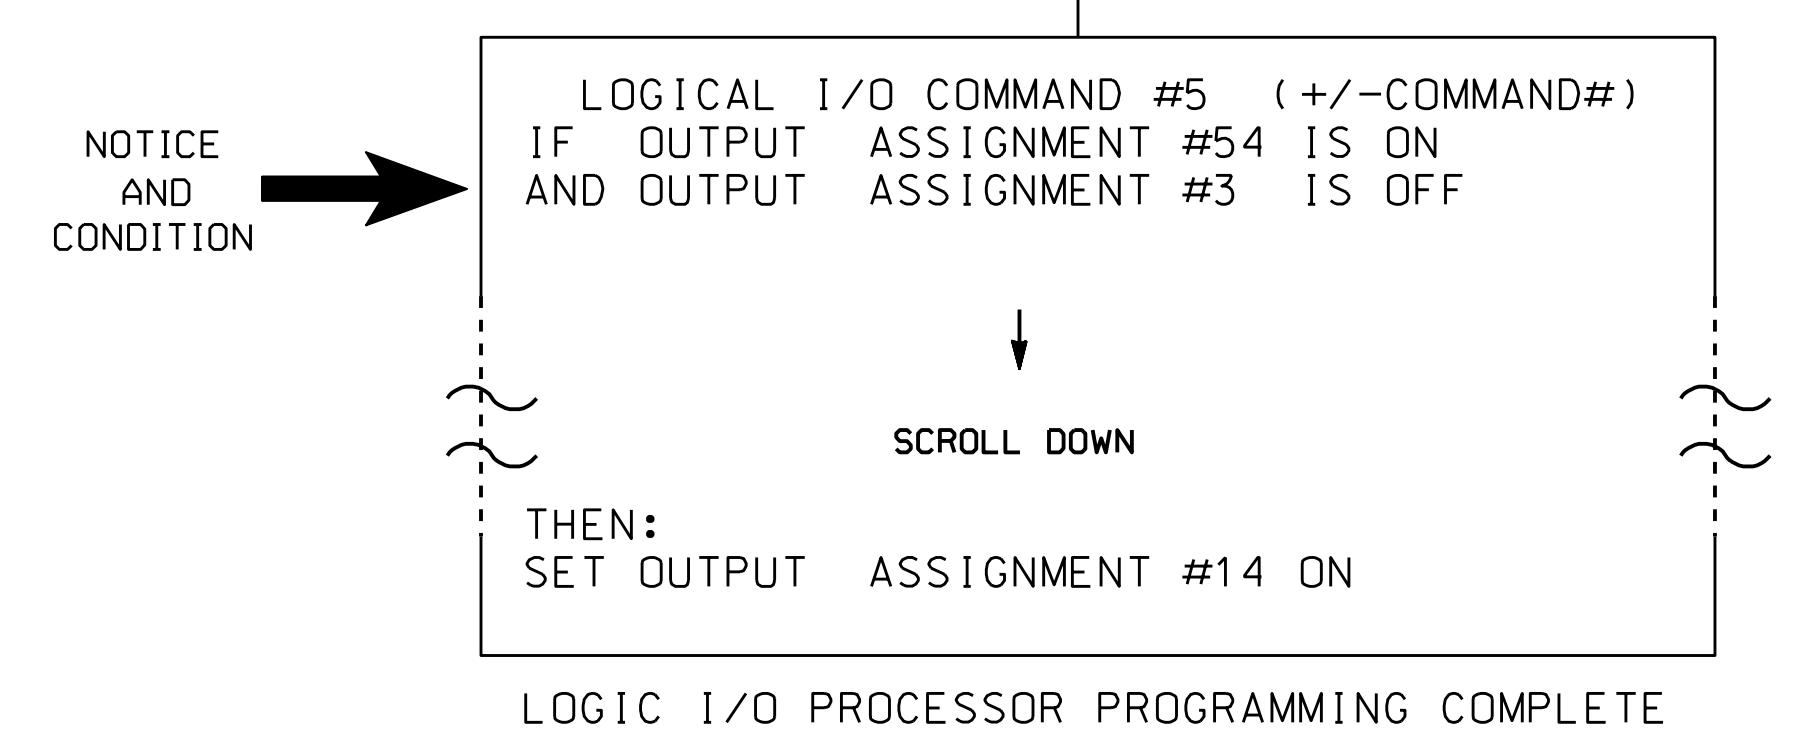 LOGICAL I/O COMMAND #5 (+/-COMMAND#)
IF OUTPUT ASSIGNMENT #54 IS ON
AND OUTPUT ASSIGNMENT #3 IS OFF
NOTICE
AND
CONDITION
SCROLL DOWN
THEN:
SET OUTPUT ASSIGNMENT #14 ON
LOGIC I/O PROCESSOR PROGRAMMING COMPLETE